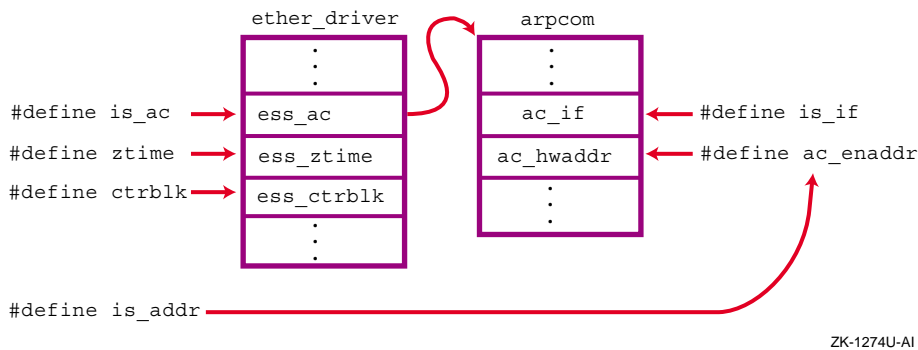 ether_driver arpcom
#define is_ac ess_ac ac_if #define is_if
#define ztime ess_ztime ac_hwaddr #define ac_enaddr
#define ctrblk ess_ctrblk
#define is_addr
ZK-1274U-AI